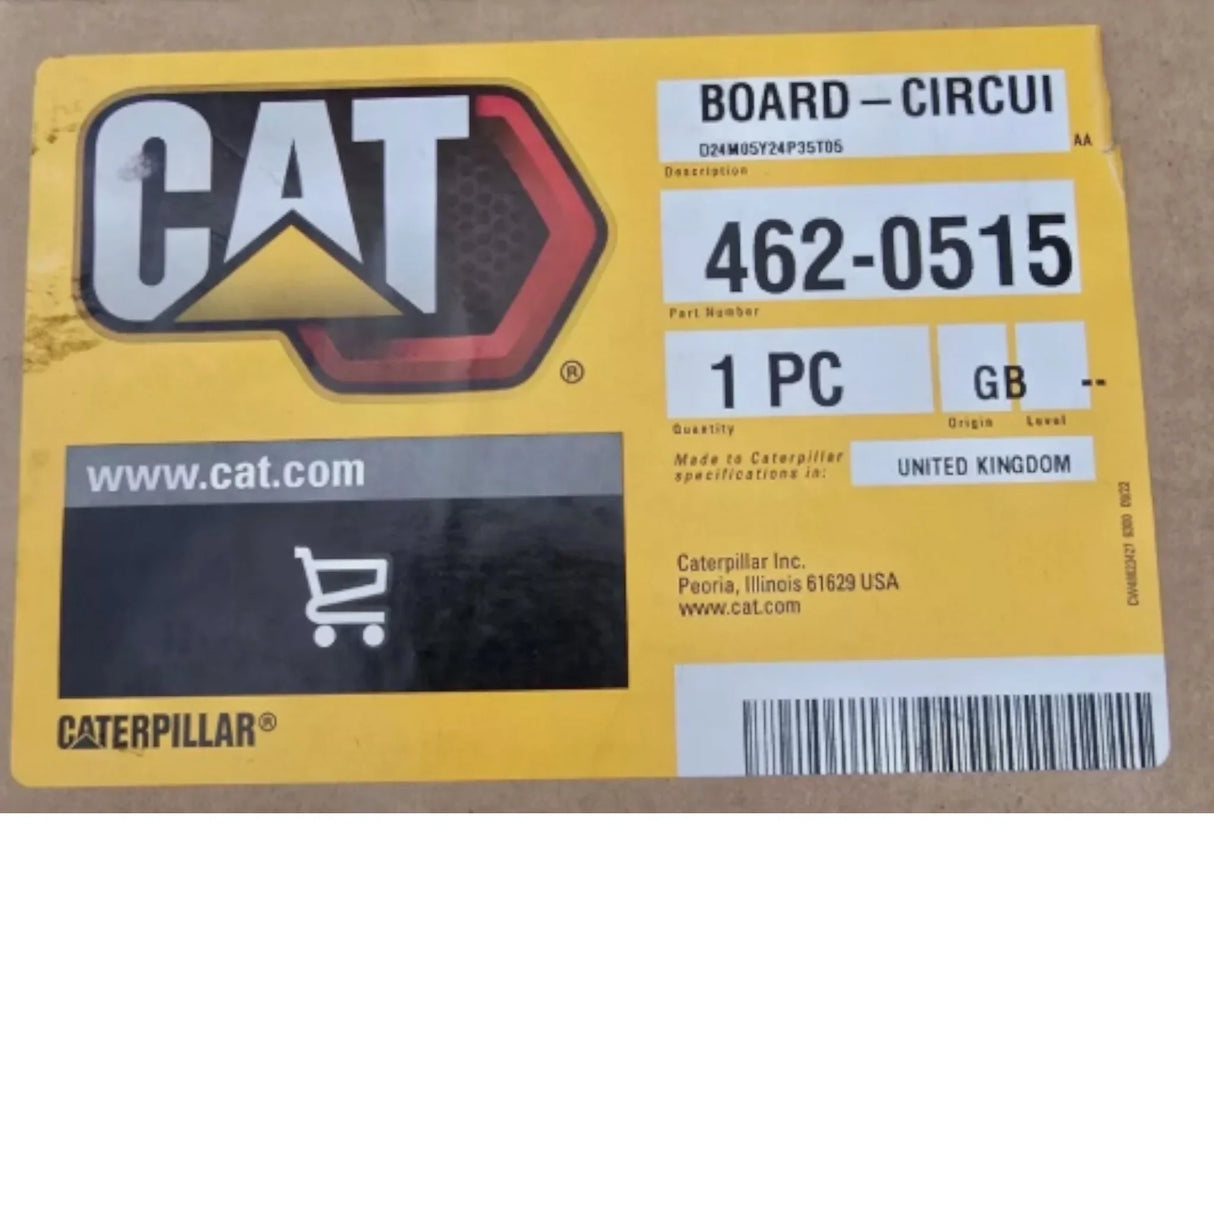 CAT
®
www.cat.com
CATERPILLAR®
BOARD – CIRCUI
D24M05Y24P35T05
AA
Description
462-0515
Part Number
1 PC
GB
--
Quantity
Origin
Level
Made to Caterpillar
specifications in:
UNITED KINGDOM
Caterpillar Inc.
Peoria, Illinois 61629 USA
www.cat.com